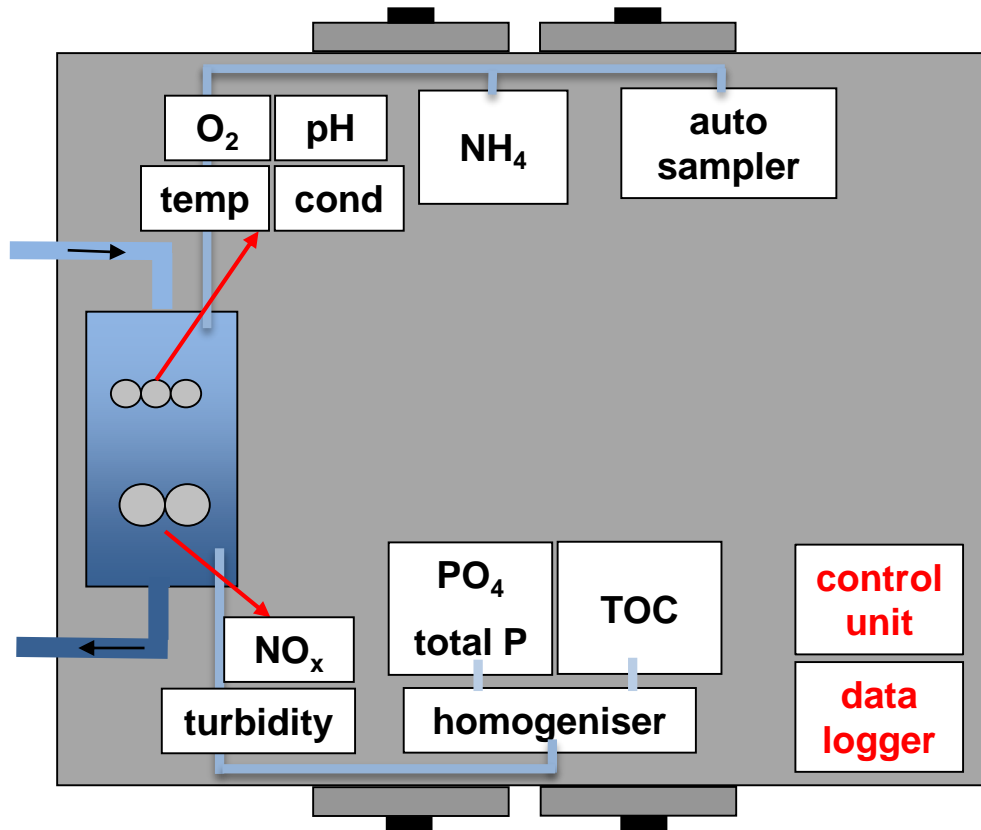 O₂
pH
NH₄
auto
sampler
temp
cond
PO₄
total P
TOC
control
unit
NOₓ
turbidity
homogeniser
data
logger